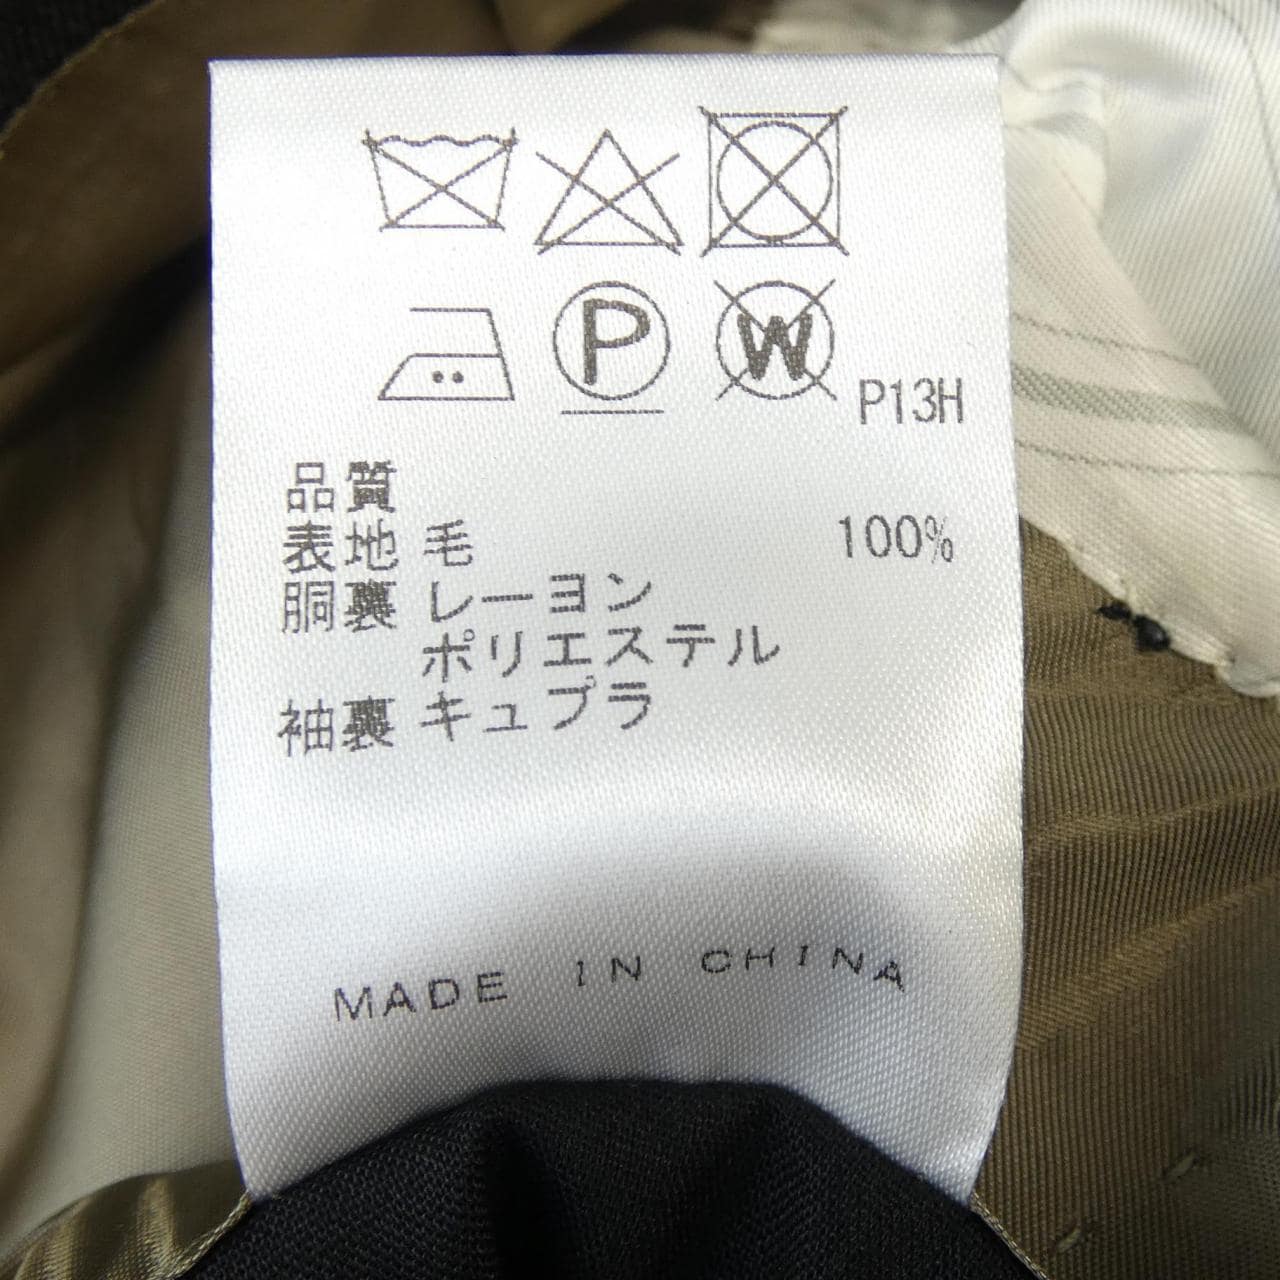 P
W
P13H
品質
表地 毛 100%
胴裏 レーヨン
ポリエステル
袖裏 キュプラ
MADE IN CHINA